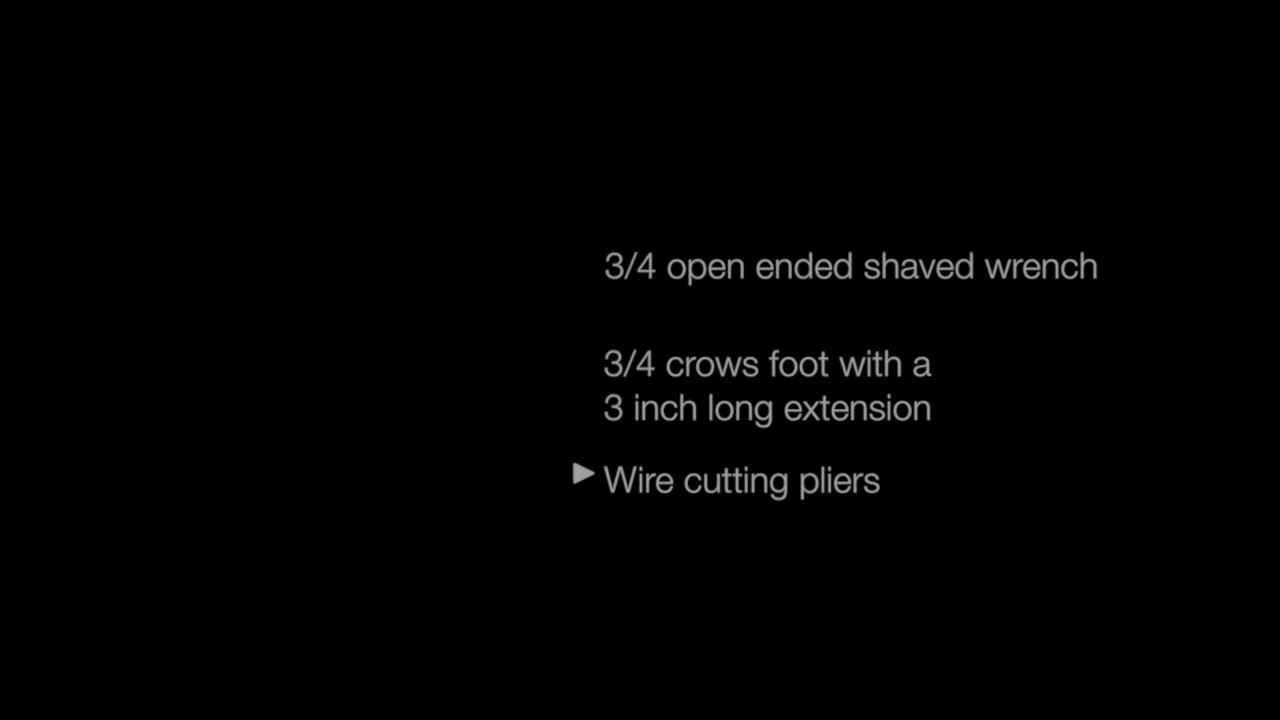 3/4 open ended shaved wrench
3/4 crows foot with a
3 inch long extension
Wire cutting pliers